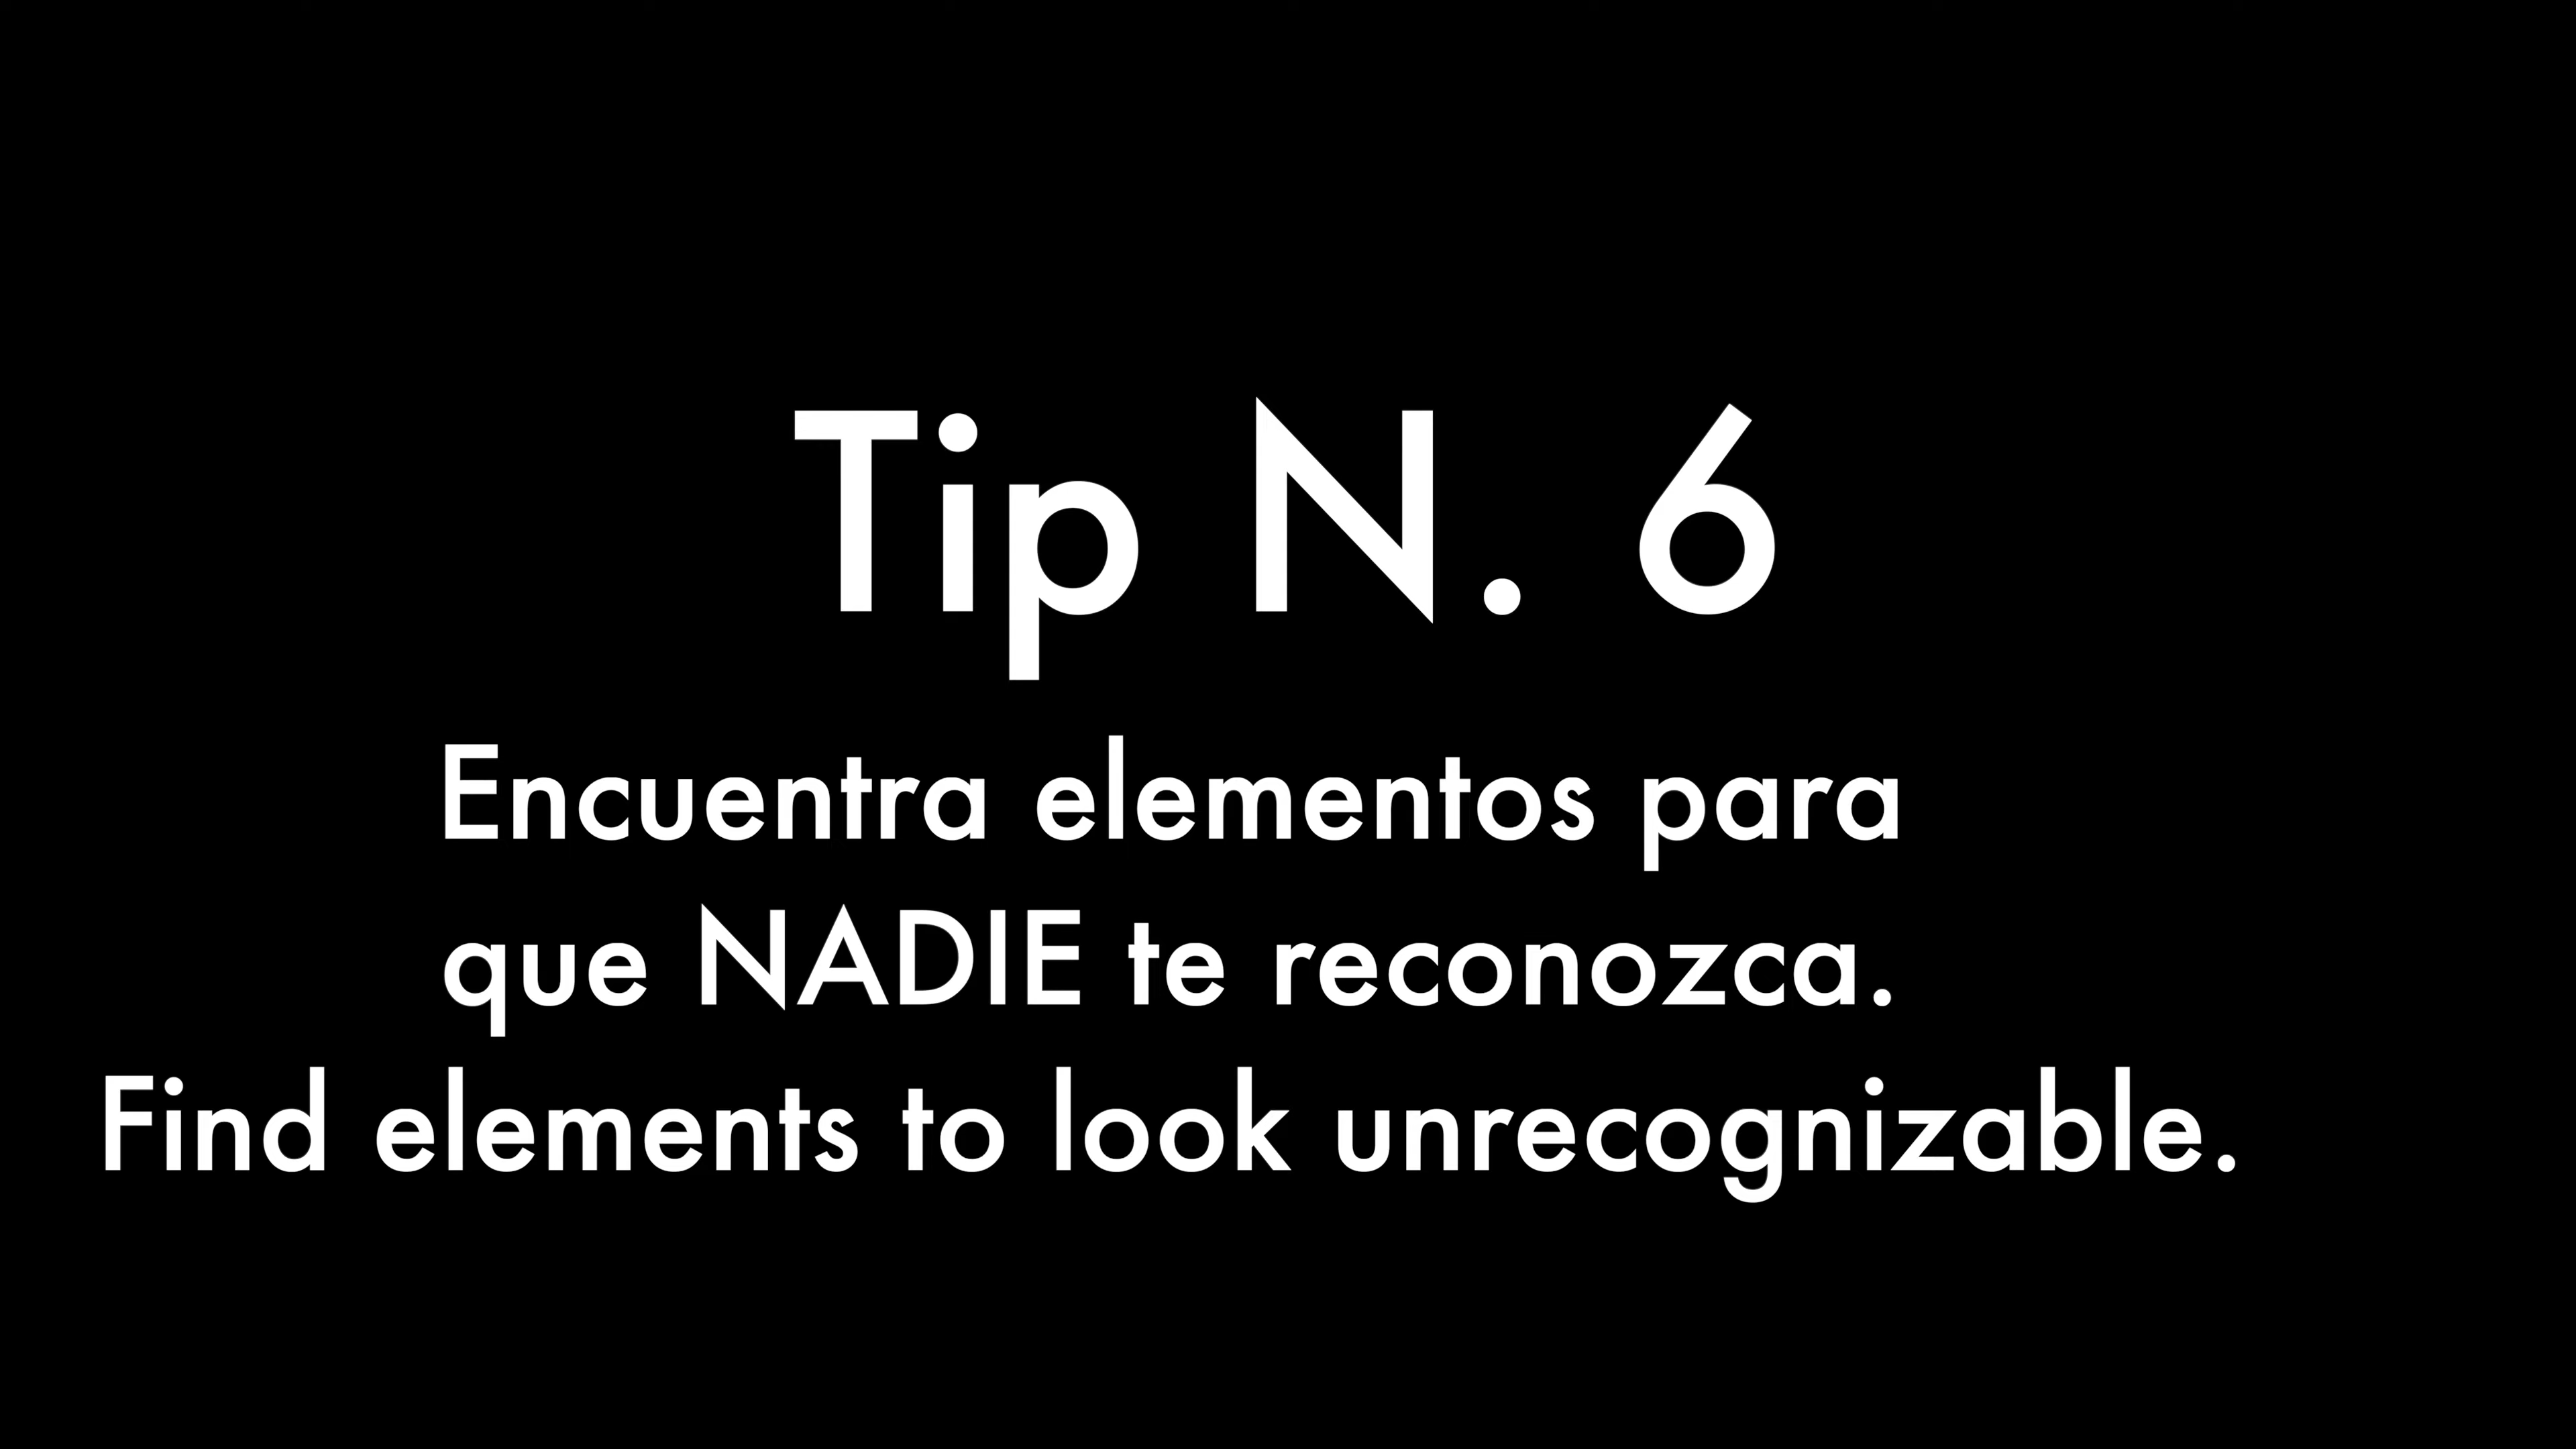 Tip N. 6
Encuentra elementos para
que NADIE te reconozca.
Find elements to look unrecognizable.